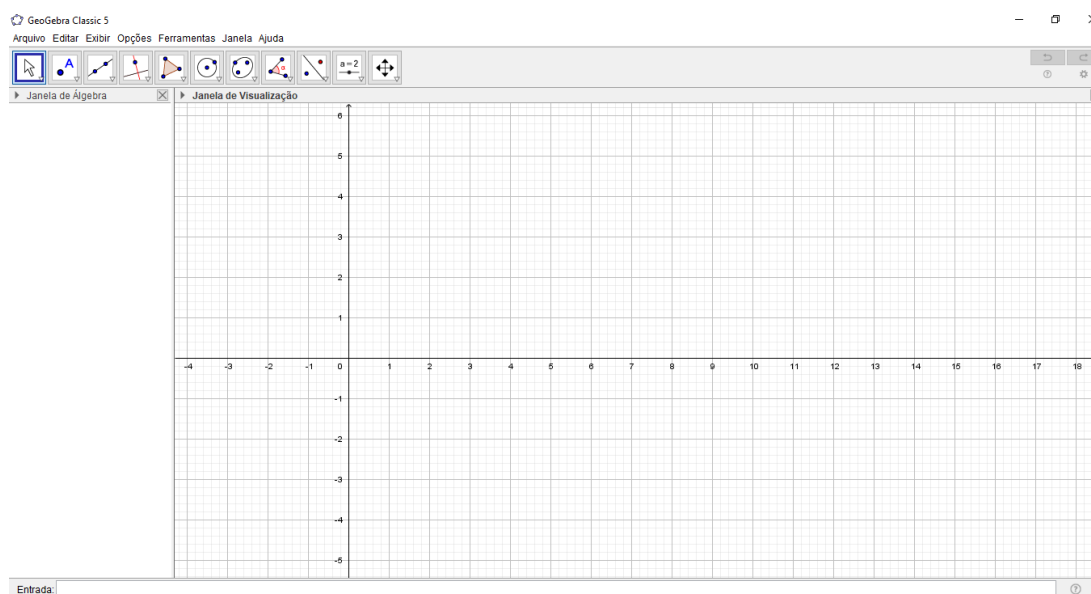 GeoGebra Classic 5
Arquivo Editar Exibir Opções Ferramentas Janela Ajuda
A
a=2
Janela de Álgebra
Janela de Visualização
6
5
4
3
2
1
-4 -3 -2 -1 0 1 2 3 4 5 6 7 8 9 10 11 12 13 14 15 16 17 18
-1
-2
-3
-4
-5
Entrada: